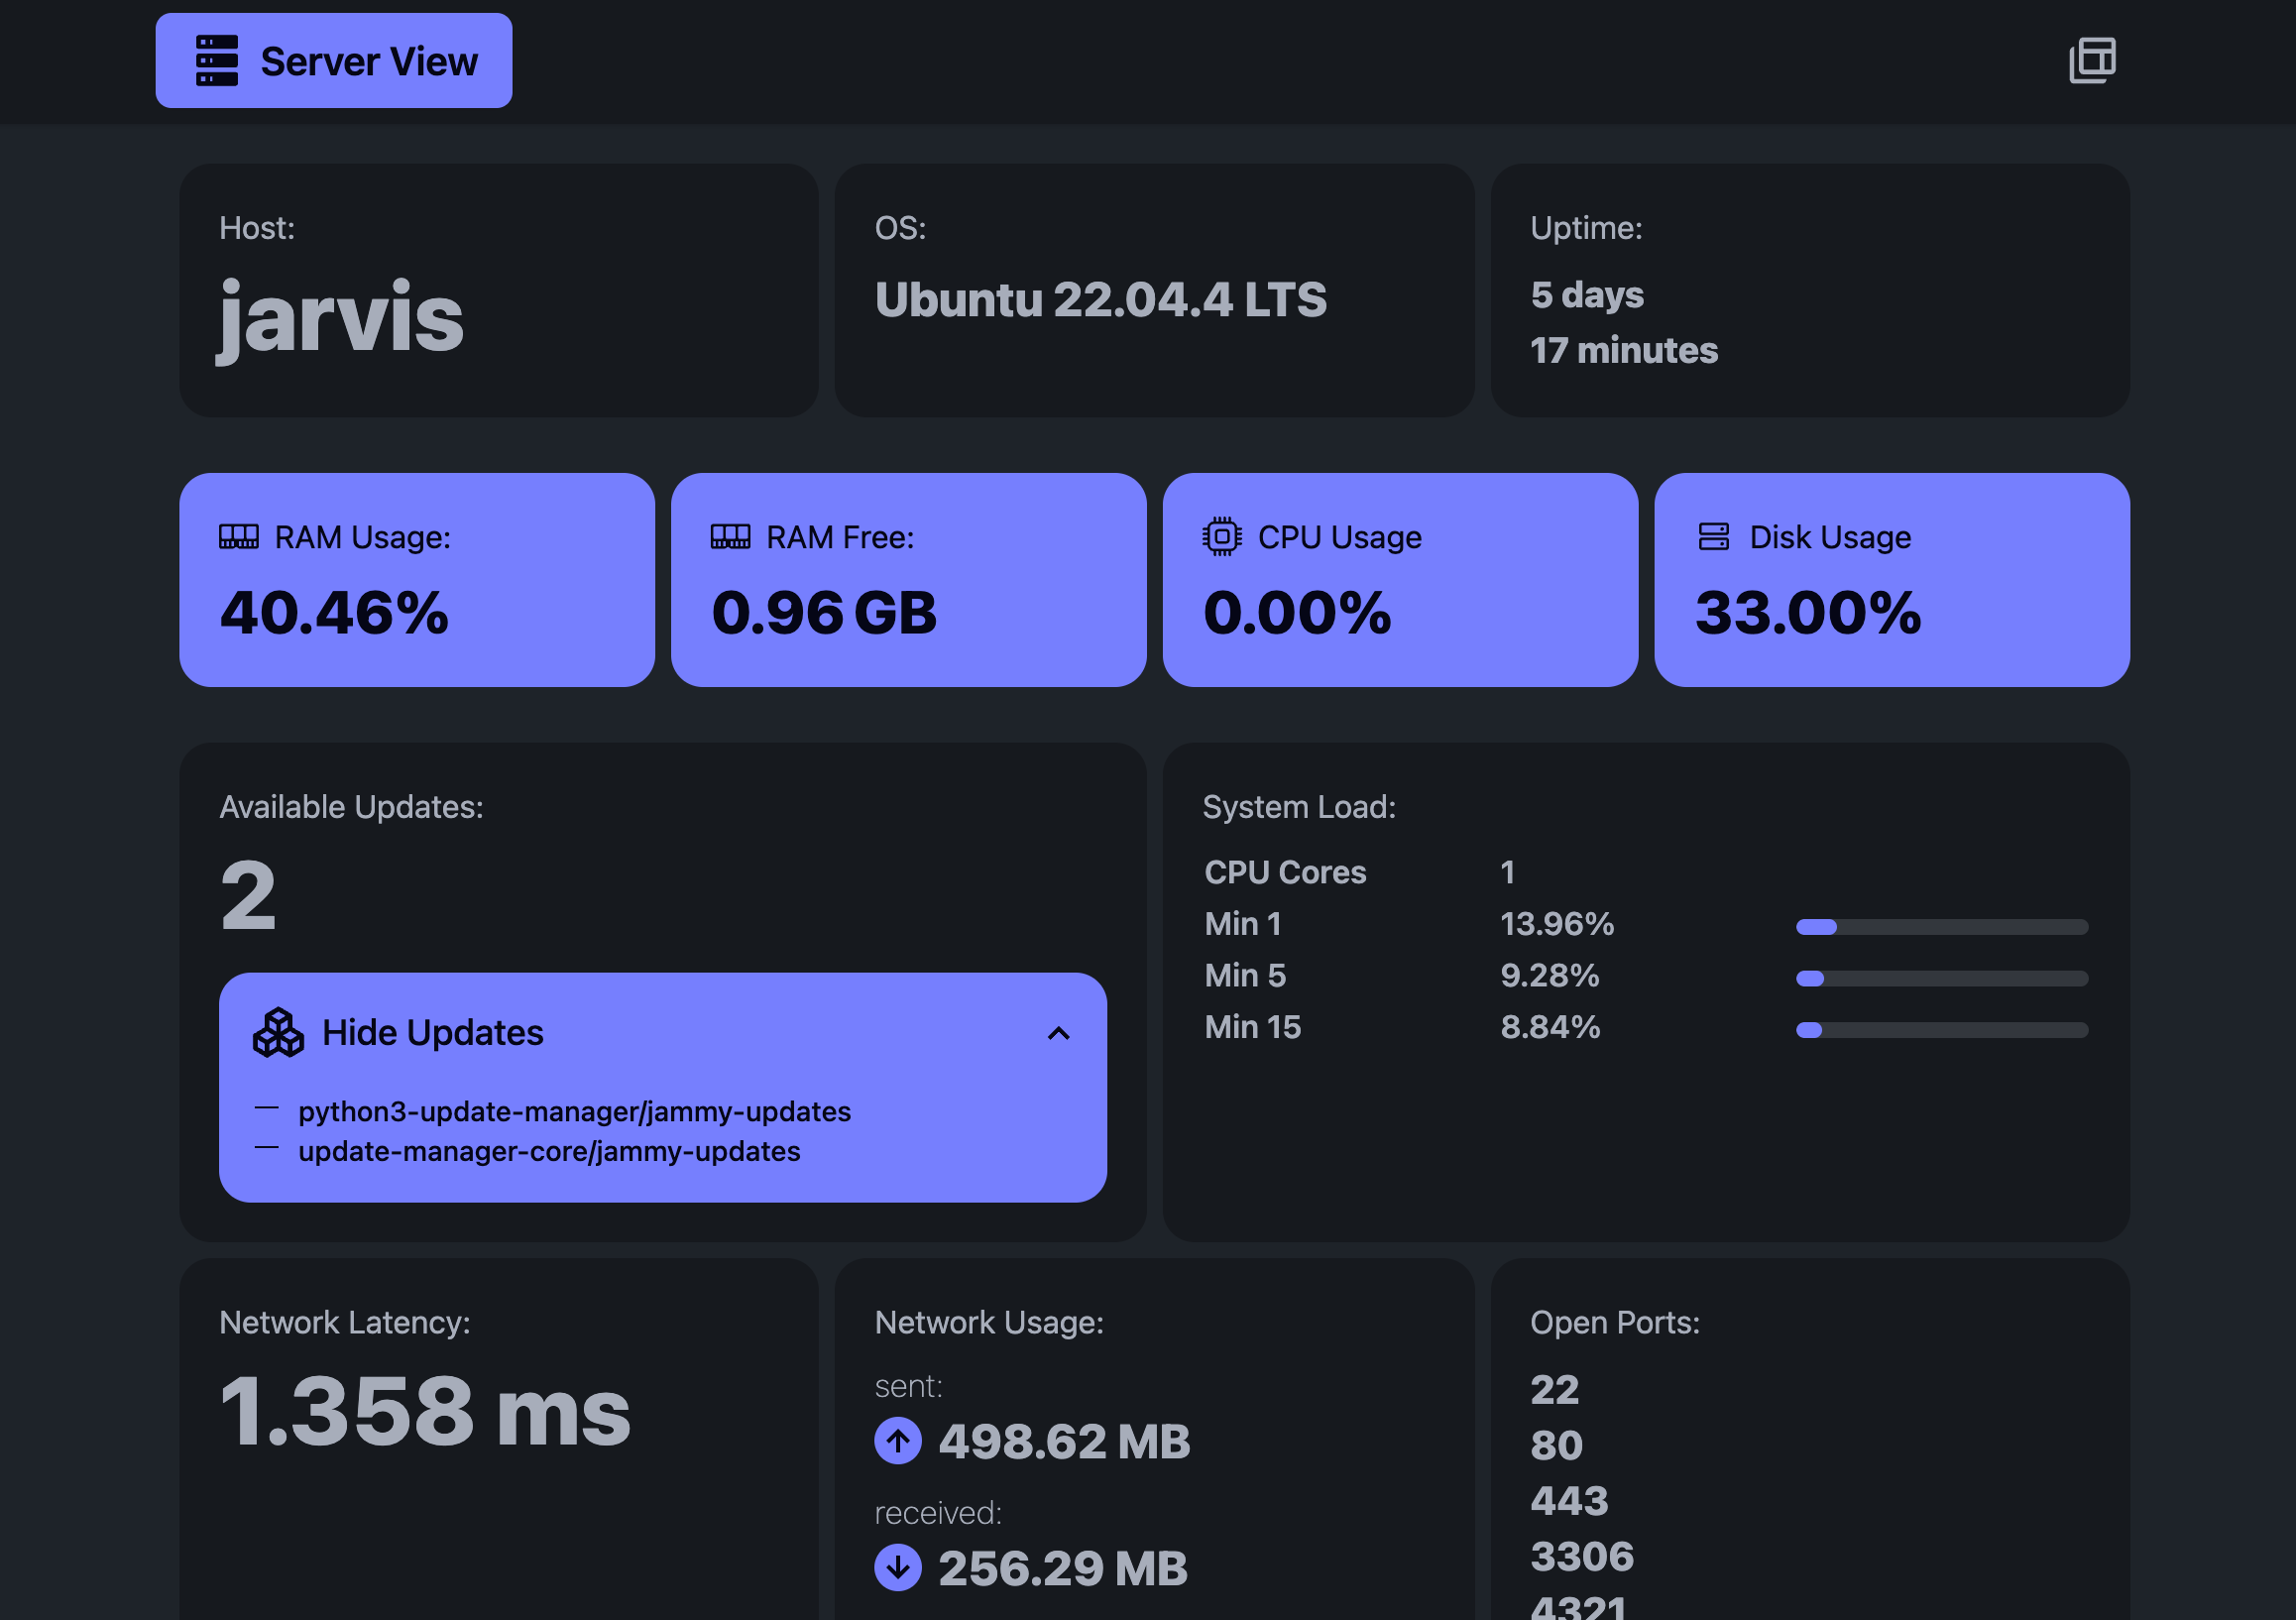 Server View
Host:
jarvis
OS:
Ubuntu 22.04.4 LTS
Uptime:
5 days
17 minutes
RAM Usage:
40.46%
RAM Free:
0.96 GB
CPU Usage
0.00%
Disk Usage
33.00%
Available Updates:
2
Hide Updates
— python3-update-manager/jammy-updates
— update-manager-core/jammy-updates
System Load:
CPU Cores 1
Min 1 13.96%
Min 5 9.28%
Min 15 8.84%
Network Latency:
1.358 ms
Network Usage:
sent:
498.62 MB
received:
256.29 MB
Open Ports:
22
80
443
3306
4321